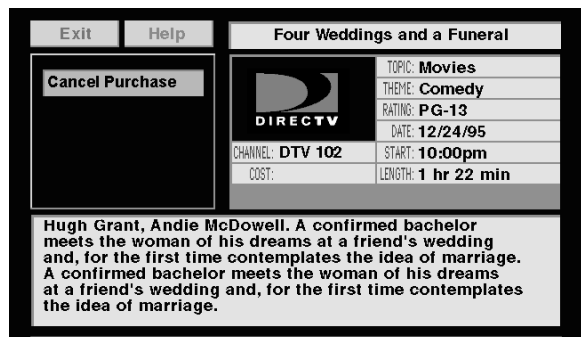 Exit Help Four Weddings and a Funeral
Cancel Purchase
DIRECTV
TOPIC: Movies
THEME: Comedy
RATING: PG-13
DATE: 12/24/95
CHANNEL: DTV 102 START: 10:00pm
COST: LENGTH: 1 hr 22 min
Hugh Grant, Andie McDowell. A confirmed bachelor
meets the woman of his dreams at a friend's wedding
and, for the first time contemplates the idea of marriage.
A confirmed bachelor meets the woman of his dreams
at a friend's wedding and, for the first time contemplates
the idea of marriage.